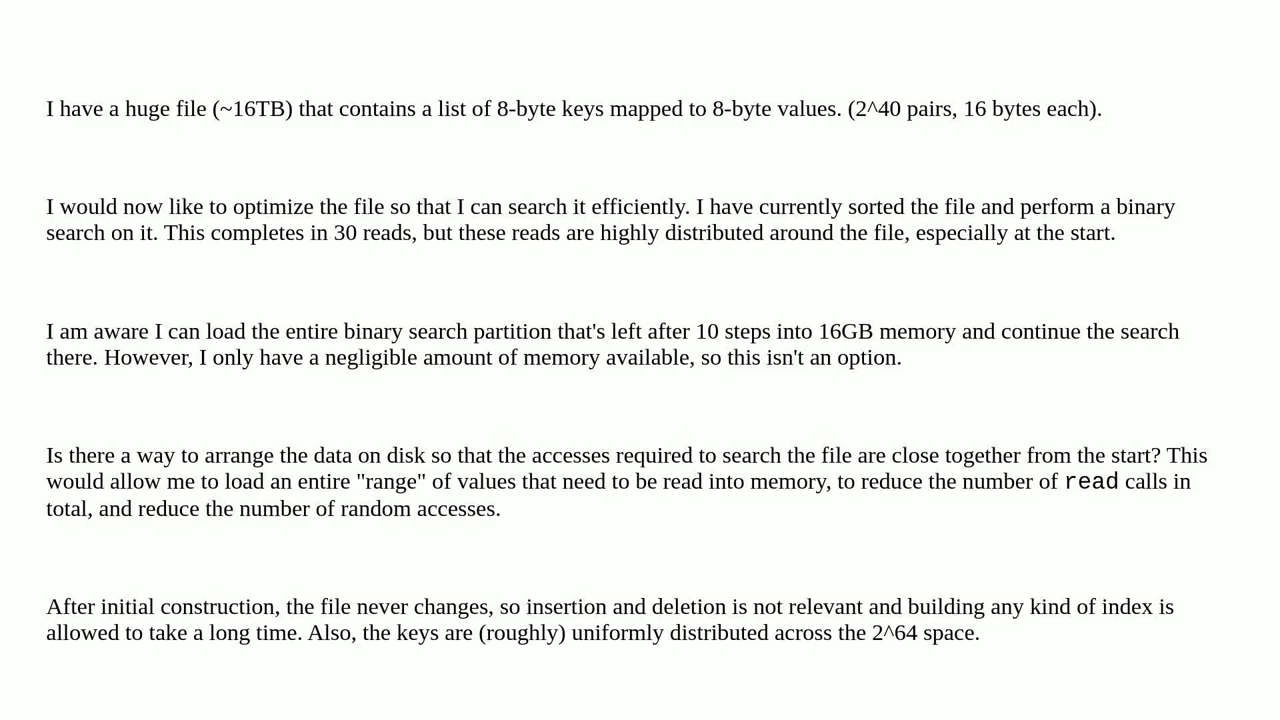 I have a huge file (~16TB) that contains a list of 8-byte keys mapped to 8-byte values. (2^40 pairs, 16 bytes each).
I would now like to optimize the file so that I can search it efficiently. I have currently sorted the file and perform a binary
search on it. This completes in 30 reads, but these reads are highly distributed around the file, especially at the start.
I am aware I can load the entire binary search partition that's left after 10 steps into 16GB memory and continue the search
there. However, I only have a negligible amount of memory available, so this isn't an option.
Is there a way to arrange the data on disk so that the accesses required to search the file are close together from the start? This
would allow me to load an entire "range" of values that need to be read into memory, to reduce the number of read calls in
total, and reduce the number of random accesses.
After initial construction, the file never changes, so insertion and deletion is not relevant and building any kind of index is
allowed to take a long time. Also, the keys are (roughly) uniformly distributed across the 2^64 space.